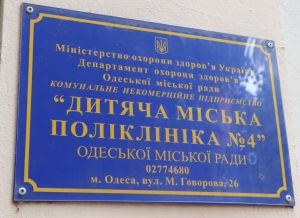 Міністерство охорони здоров'я України
Департамент охорони здоров'я
Одеської міської ради
КОМУНАЛЬНЕ НЕКОМЕРЦІЙНЕ ПІДПРИЄМСТВО
“ДИТЯЧА МІСЬКА
ПОЛІКЛІНІКА №4”
ОДЕСЬКОЇ МІСЬКОЇ РАДИ
02774680
м. Одеса, вул. М. Говорова, 26